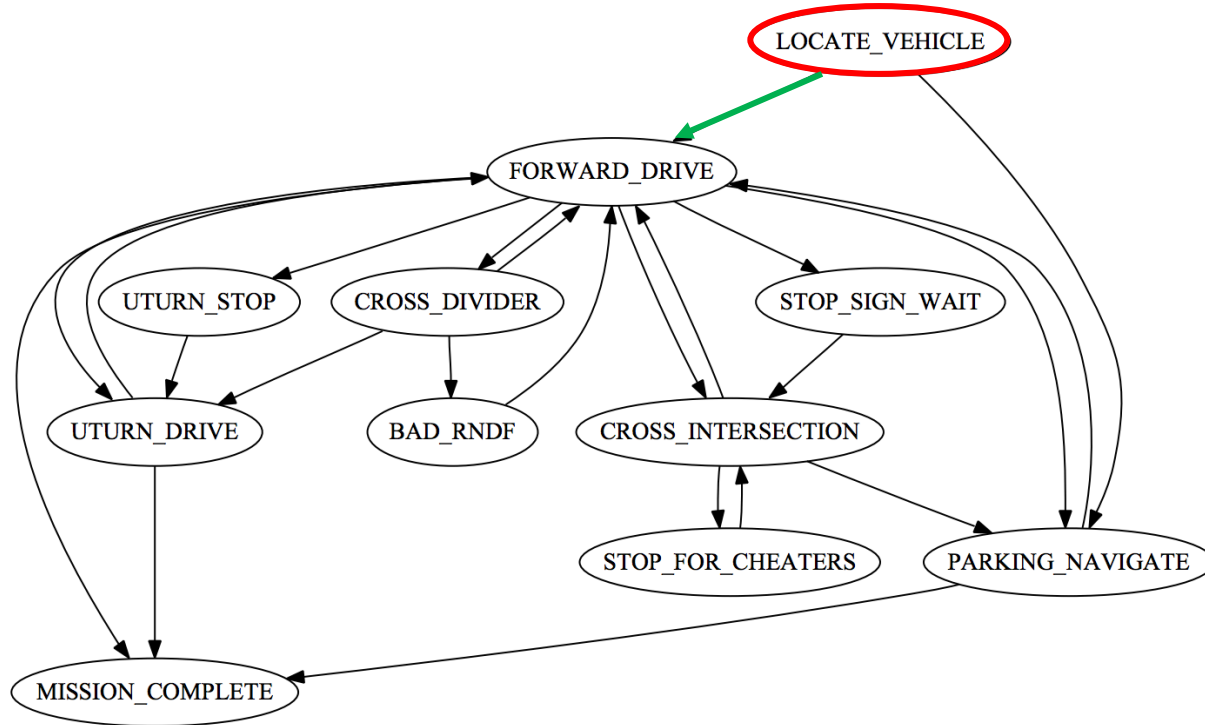 LOCATE_VEHICLE
FORWARD_DRIVE
UTURN_STOP
CROSS_DIVIDER
STOP_SIGN_WAIT
UTURN_DRIVE
BAD_RNDF
CROSS_INTERSECTION
STOP_FOR_CHEATERS
PARKING_NAVIGATE
MISSION_COMPLETE